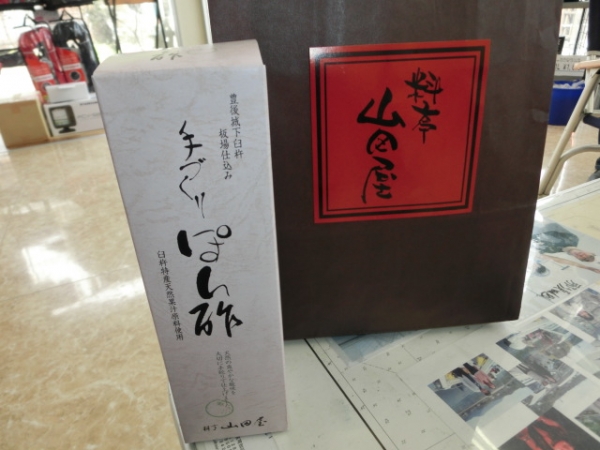 酢
豊後城下臼杵
板場仕込み
手づくり
ぽん酢
臼杵特産天然果汁原料使用
料亭 山田屋
料亭
山田屋